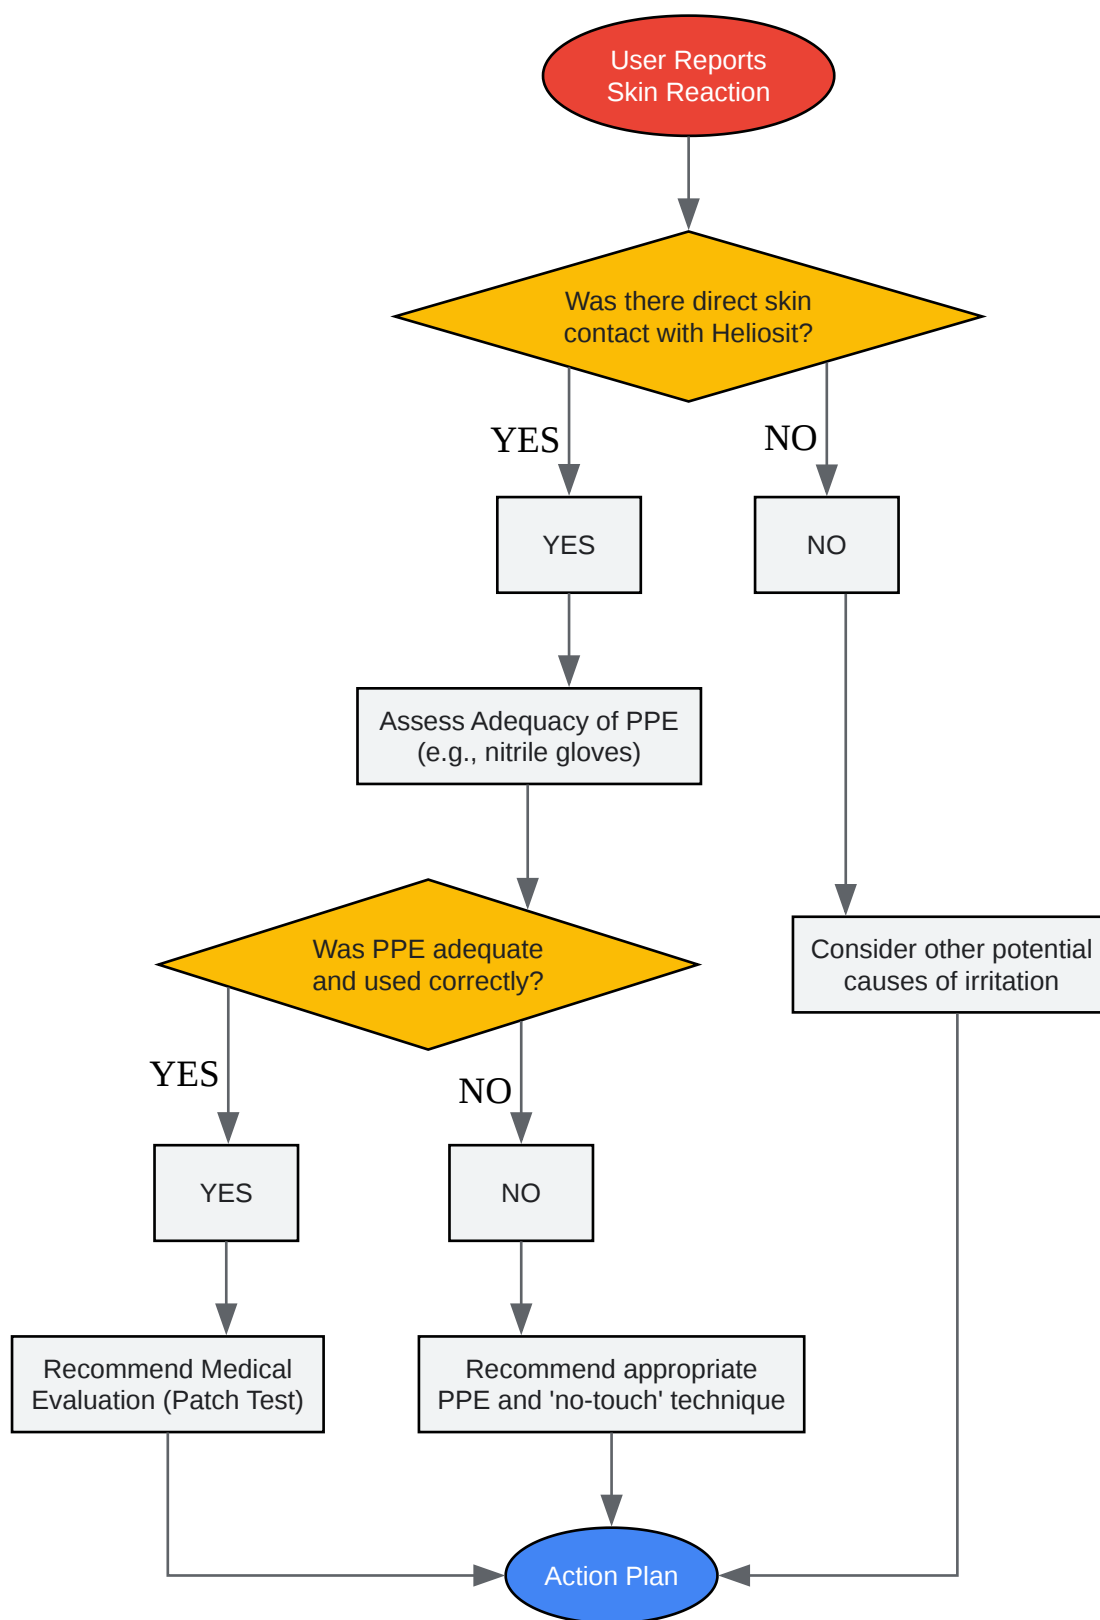 User Reports
Skin Reaction
Was there direct skin
contact with Heliosit?
YES
NO
YES
NO
Assess Adequacy of PPE
(e.g., nitrile gloves)
Was PPE adequate
and used correctly?
Consider other potential
causes of irritation
YES
NO
YES
NO
Recommend Medical
Evaluation (Patch Test)
Recommend appropriate
PPE and 'no-touch' technique
Action Plan